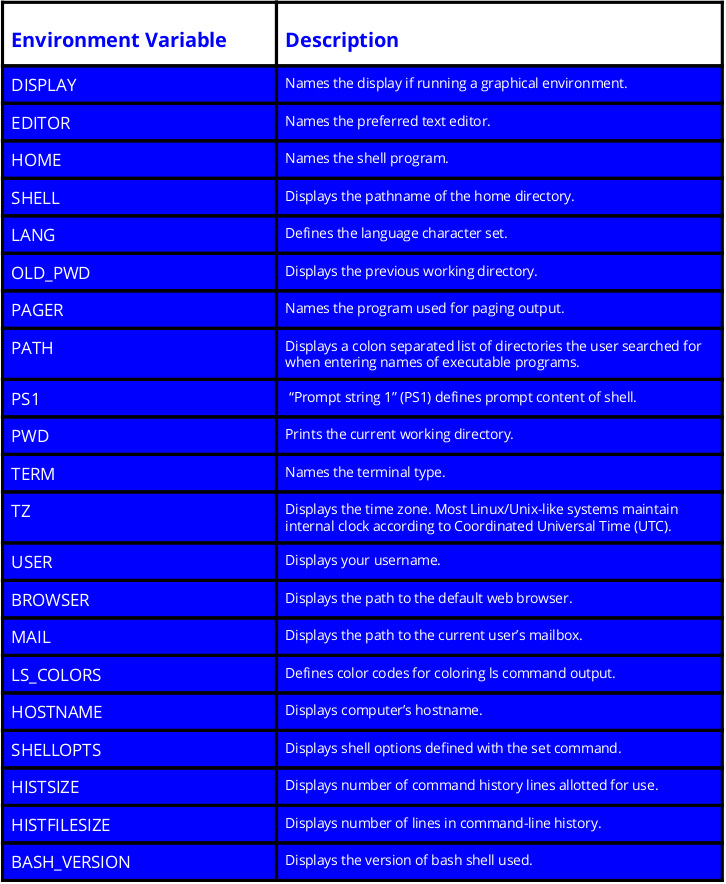 Environment Variable Description
DISPLAY Names the display if running a graphical environment.
EDITOR Names the preferred text editor.
HOME Names the shell program.
SHELL Displays the pathname of the home directory.
LANG Defines the language character set.
OLD_PWD Displays the previous working directory.
PAGER Names the program used for paging output.
PATH Displays a colon separated list of directories the user searched for
when entering names of executable programs.
PS1 “Prompt string 1” (PS1) defines prompt content of shell.
PWD Prints the current working directory.
TERM Names the terminal type.
TZ Displays the time zone. Most Linux/Unix-like systems maintain
internal clock according to Coordinated Universal Time (UTC).
USER Displays your username.
BROWSER Displays the path to the default web browser.
MAIL Displays the path to the current user’s mailbox.
LS_COLORS Defines color codes for coloring ls command output.
HOSTNAME Displays computer’s hostname.
SHELLOPTS Displays shell options defined with the set command.
HISTSIZE Displays number of command history lines allotted for use.
HISTFILESIZE Displays number of lines in command-line history.
BASH_VERSION Displays the version of bash shell used.